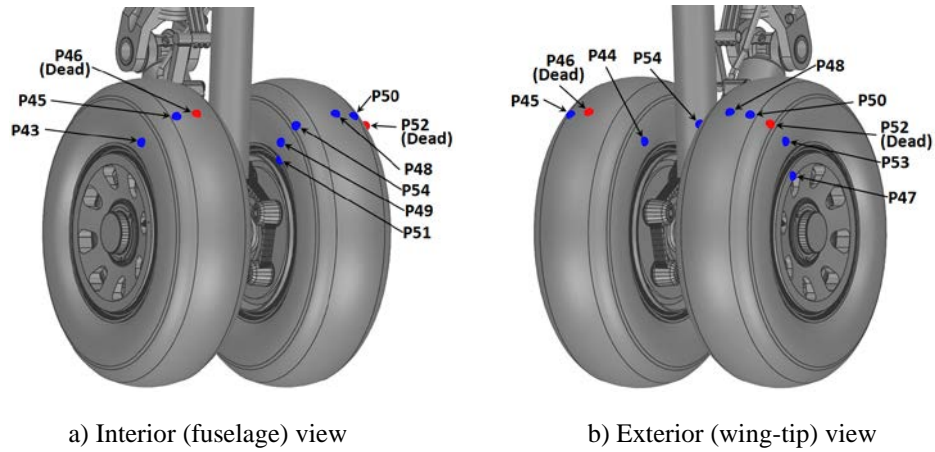 P46
(Dead)
P45
P43
P50
P52
(Dead)
P48
P54
P49
P51
P46
(Dead)
P44
P54
P45
P48
P50
P52
(Dead)
P53
P47
a) Interior (fuselage) view
b) Exterior (wing-tip) view